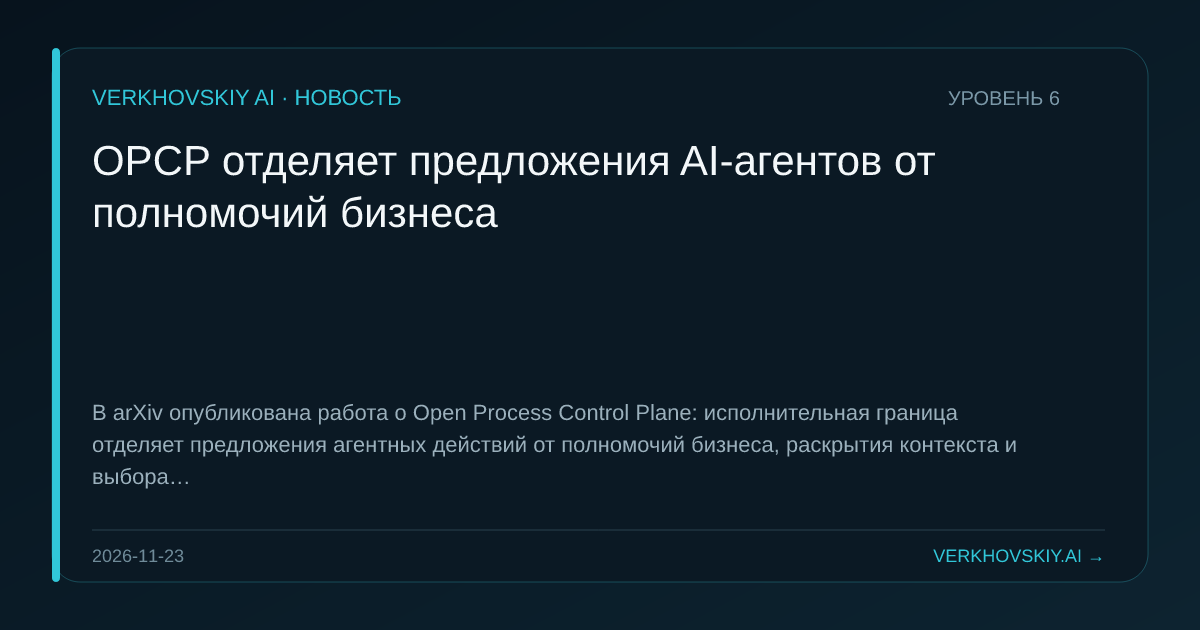 VERKHOVSKIY AI · НОВОСТЬ
УРОВЕНЬ 6
OPCP отделяет предложения AI-агентов от
полномочий бизнеса
В arXiv опубликована работа о Open Process Control Plane: исполнительная граница
отделяет предложения агентных действий от полномочий бизнеса, раскрытия контекста и
выбора…
2026-11-23
VERKHOVSKIY.AI →